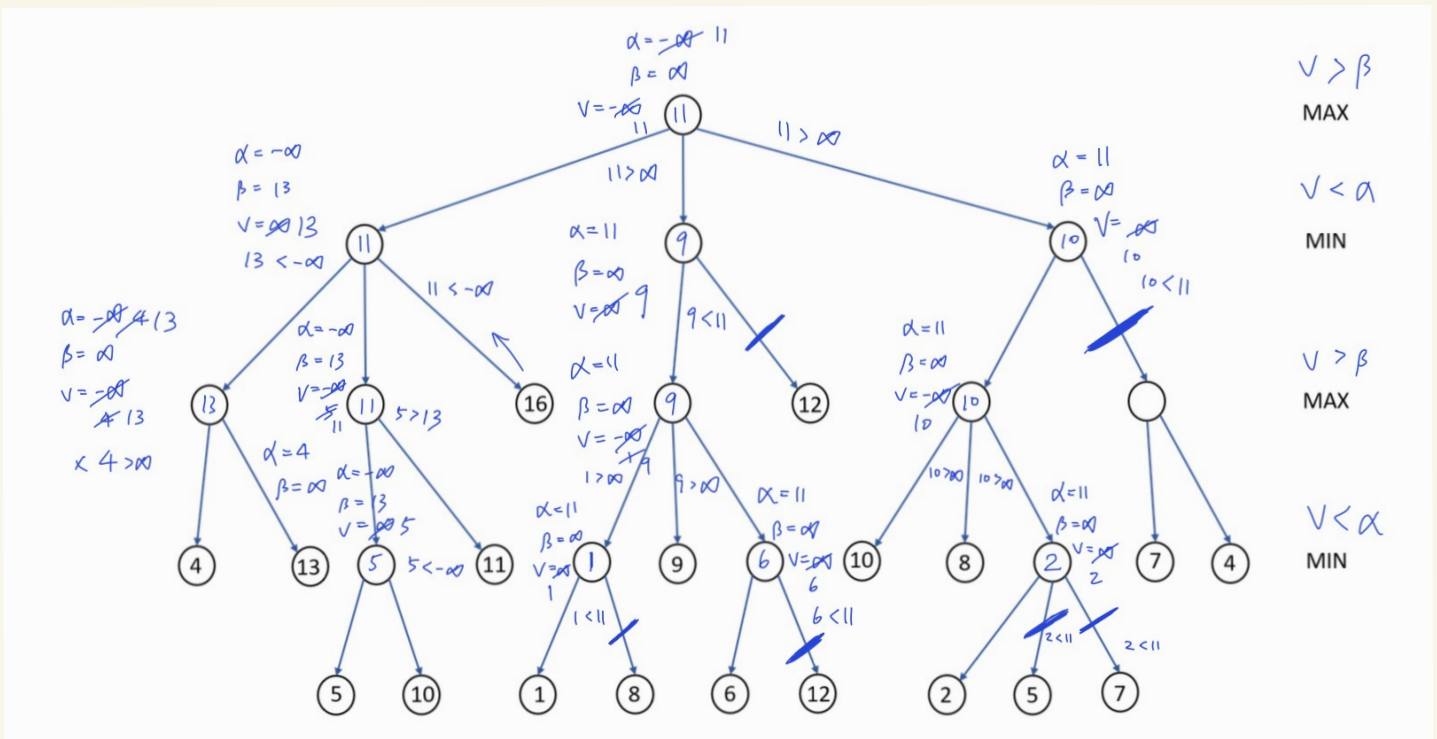 α = -∞ 11
β = ∞
V = -∞
11
11
V > β
MAX
11 > ∞
11 > ∞
α = -∞
β = 13
V = ∞ 13
13 < -∞
11
α = 11
β = ∞
V = ∞ 9
9
α = 11
β = ∞
V = ∞
10
10
V < α
MIN
11 < -∞
9 < 11
10 < 11
α = -∞ 4 13
β = ∞
V = -∞
4 13
× 4 > ∞
13
α = -∞
β = 13
V = -∞
5
11
11
5 > 13
16
α = 11
β = ∞
V = -∞
1 9
9
12
α = 11
β = ∞
V = -∞
10
10
V > β
MAX
α = 4
β = ∞
α = -∞
β = 13
V = ∞ 5
1 > ∞
9 > ∞
10 > ∞
10 > ∞
4
13
5
5 < -∞
11
α = 11
β = ∞
V = ∞
1
1
9
α = 11
β = ∞
V = ∞
6
6
10
8
α = 11
β = ∞
V = ∞
2
2
7
4
V < α
MIN
1 < 11
6 < 11
2 < 11
2 < 11
5
10
1
8
6
12
2
5
7